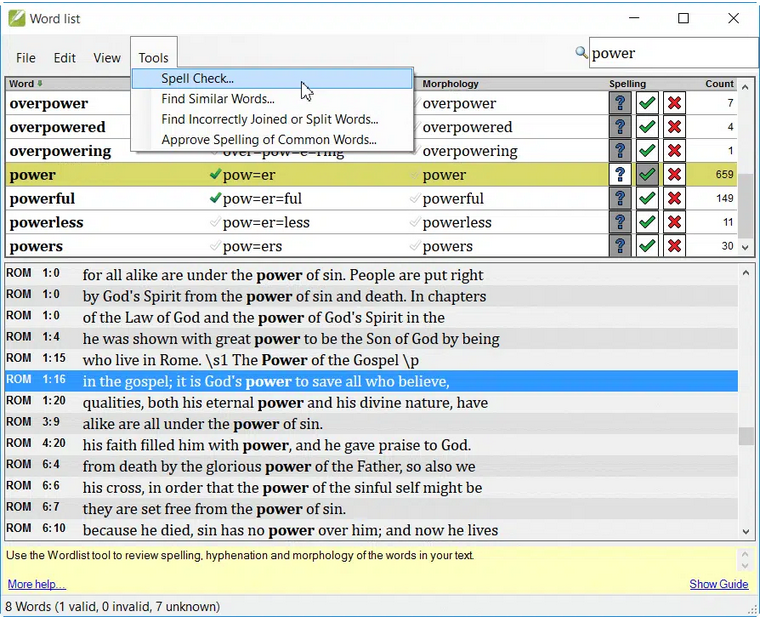 Word list
File Edit View Tools power
Spell Check...
Find Similar Words...
Find Incorrectly Joined or Split Words...
Approve Spelling of Common Words...
Word Morphology Spelling Count
overpower overpower ? 7
overpowered overpowered ? 4
overpowering over=pow=e=ring overpowering ? 1
power pow=er power ? 659
powerful pow=er=ful powerful ? 149
powerless pow=er=less powerless ? 11
powers pow=ers powers ? 30
ROM 1:0 for all alike are under the power of sin. People are put right
ROM 1:0 by God's Spirit from the power of sin and death. In chapters
ROM 1:0 of the Law of God and the power of God's Spirit in the
ROM 1:4 he was shown with great power to be the Son of God by being
ROM 1:15 who live in Rome. \s1 The Power of the Gospel \p
ROM 1:16 in the gospel; it is God's power to save all who believe,
ROM 1:20 qualities, both his eternal power and his divine nature, have
ROM 3:9 alike are all under the power of sin.
ROM 4:20 his faith filled him with power, and he gave praise to God.
ROM 6:4 from death by the glorious power of the Father, so also we
ROM 6:6 his cross, in order that the power of the sinful self might be
ROM 6:7 they are set free from the power of sin.
ROM 6:10 because he died, sin has no power over him; and now he lives
Use the Wordlist tool to review spelling, hyphenation and morphology of the words in your text.
More help... Show Guide
8 Words (1 valid, 0 invalid, 7 unknown)